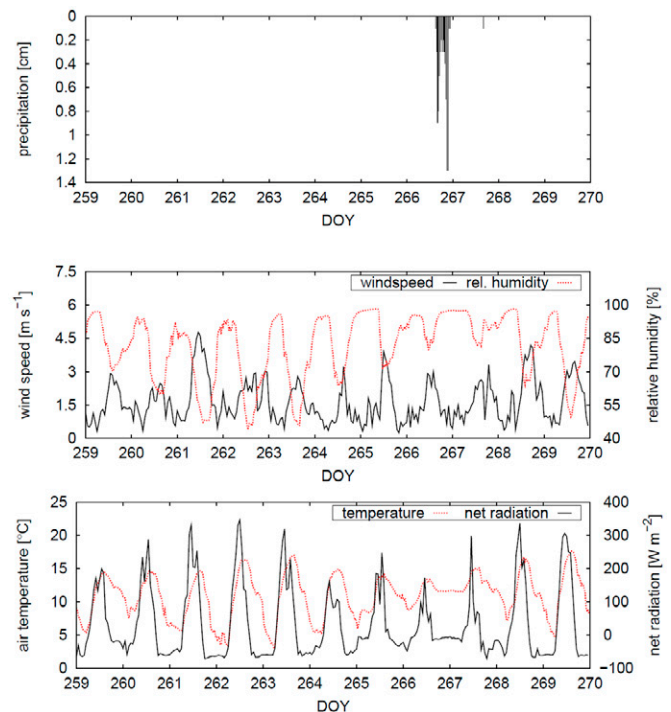 precipitation [cm]
0
0.2
0.4
0.6
0.8
1
1.2
1.4
259 260 261 262 263 264 265 266 267 268 269 270
DOY
wind speed [m s⁻¹]
7.5
6
4.5
3
1.5
0
windspeed rel. humidity
100
85
70
55
40
relative humidity [%]
259 260 261 262 263 264 265 266 267 268 269 270
DOY
air temperature [°C]
25
20
15
10
5
0
temperature net radiation
400
300
200
100
0
−100
net radiation [W m⁻²]
259 260 261 262 263 264 265 266 267 268 269 270
DOY